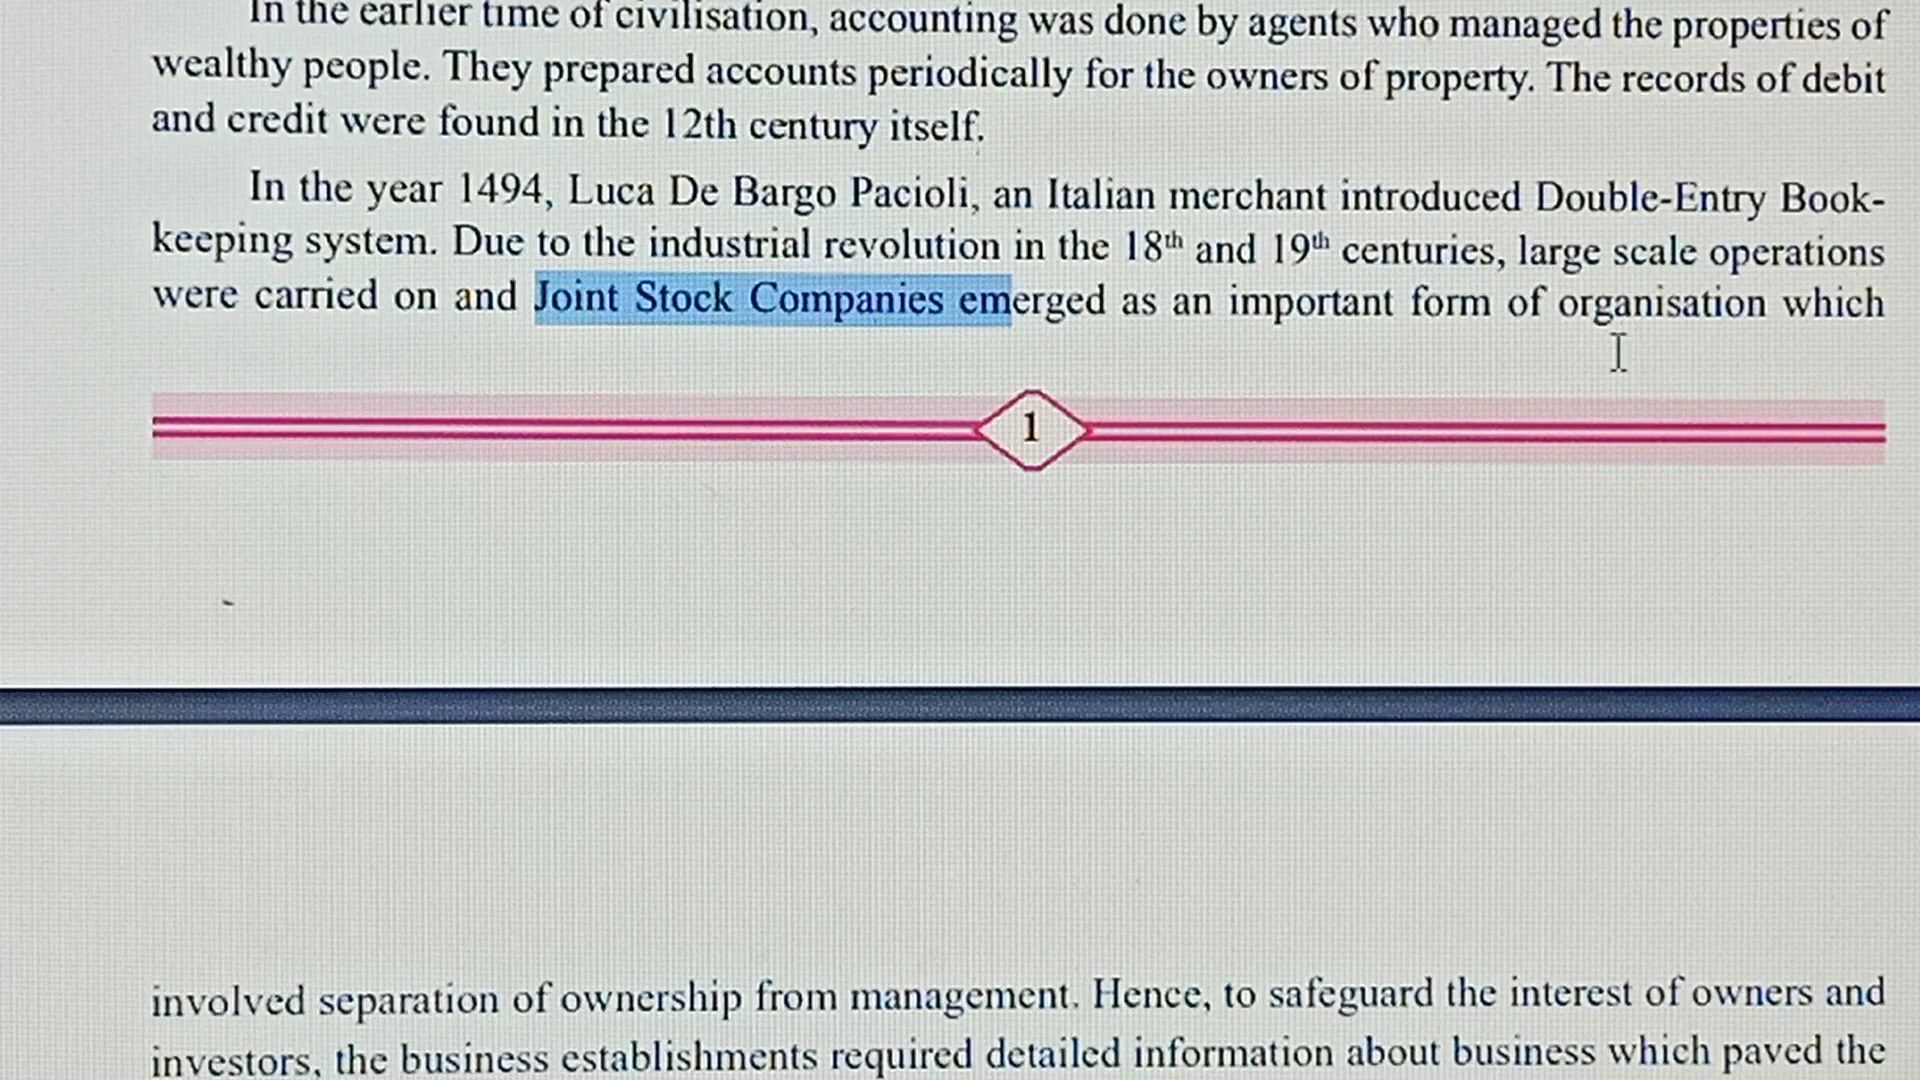 In the earlier time of civilisation, accounting was done by agents who managed the properties of
wealthy people. They prepared accounts periodically for the owners of property. The records of debit
and credit were found in the 12th century itself.
In the year 1494, Luca De Bargo Pacioli, an Italian merchant introduced Double-Entry Book-
keeping system. Due to the industrial revolution in the 18th and 19th centuries, large scale operations
were carried on and Joint Stock Companies emerged as an important form of organisation which
1
involved separation of ownership from management. Hence, to safeguard the interest of owners and
investors, the business establishments required detailed information about business which paved the